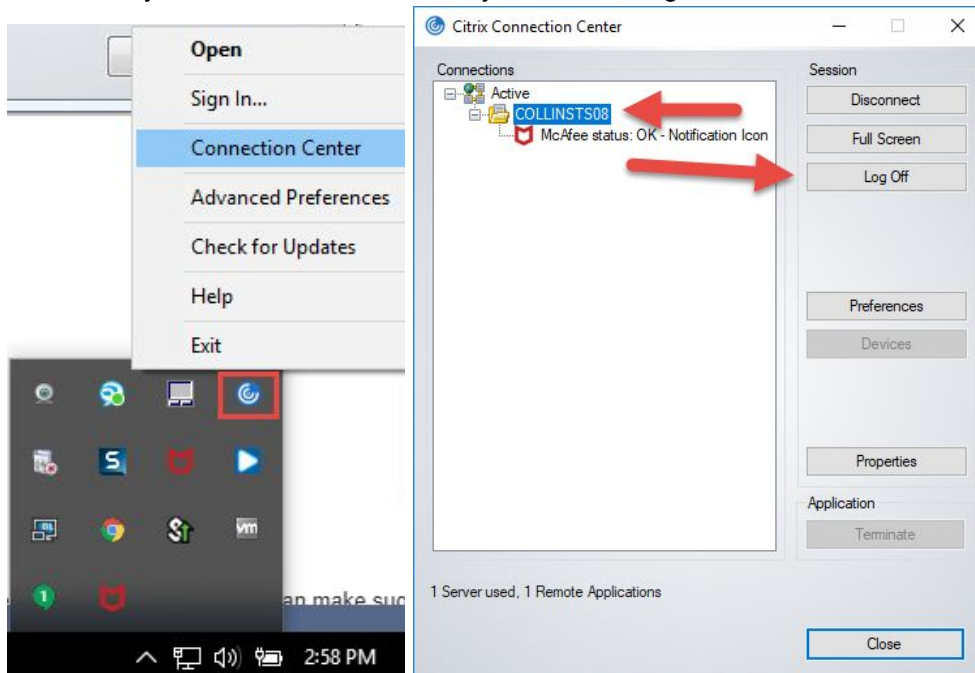 Open
Sign In...
Connection Center
Advanced Preferences
Check for Updates
Help
Exit
S
S
vm
1
an make suc
2:58 PM
Citrix Connection Center
Connections
Active
COLLINSTS08
McAfee status: OK - Notification Icon
Session
Disconnect
Full Screen
Log Off
Preferences
Devices
Properties
Application
Terminate
1 Server used, 1 Remote Applications
Close